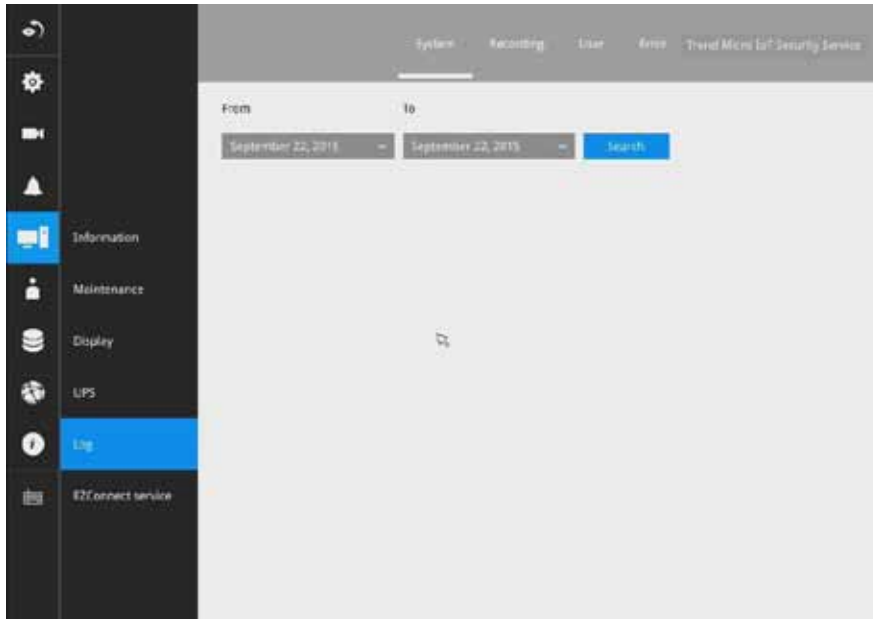 System Recording User Error Trend Micro IoT Security Service
From To
September 22, 2015 September 22, 2015 Search
Information
Maintenance
Display
UPS
Log
EZConnect service